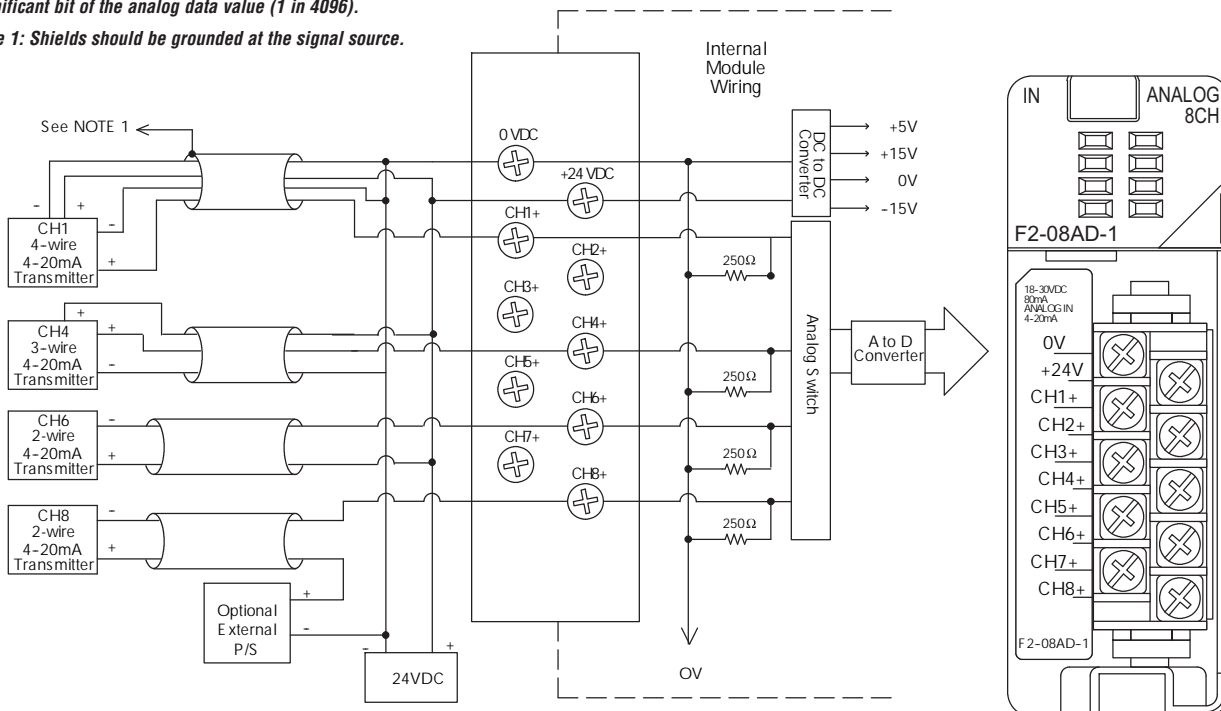 nificant bit of the analog data value (1 in 4096).
e 1: Shields should be grounded at the signal source.
See NOTE 1
- +
CH1
4-wire
4-20mA
Transmitter
-
+
+
CH4
3-wire
4-20mA
Transmitter
+
-
CH6
2-wire
4-20mA
Transmitter
-
+
CH8
2-wire
4-20mA
Transmitter
-
+
Optional
External
P/S
+
-
- +
24VDC
0 VDC
+24 VDC
CH1+
CH2+
CH3+
CH4+
CH5+
CH6+
CH7+
CH8+
Internal
Module
Wiring
DC to DC
Converter
+5V
+15V
0V
-15V
250Ω
250Ω
250Ω
250Ω
0V
Analog Switch
A to D
Converter
IN
ANALOG
8CH
F2-08AD-1
18-30VDC
80mA
ANALOG IN
4-20mA
0V
+24V
CH1+
CH2+
CH3+
CH4+
CH5+
CH6+
CH7+
CH8+
F2-08AD-1